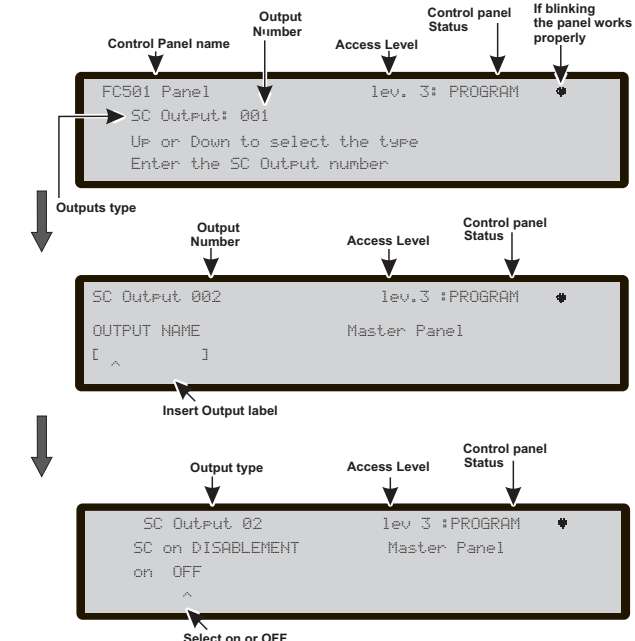 If blinking
the panel works
properly
Control panel
Status
Output
Number
Control Panel name
Access Level
FC501 Panel lev. 3: PROGRAM
SC Output: 001
Up or Down to select the type
Enter the SC Output number
Outputs type
Output
Number
Access Level
Control panel
Status
SC Output 002 lev.3 :PROGRAM
OUTPUT NAME Master Panel
[ ^ ]
Insert Output label
Output type
Access Level
Control panel
Status
SC Output 02 lev 3 :PROGRAM
SC on DISABLEMENT Master Panel
on OFF
^
Select on or OFF